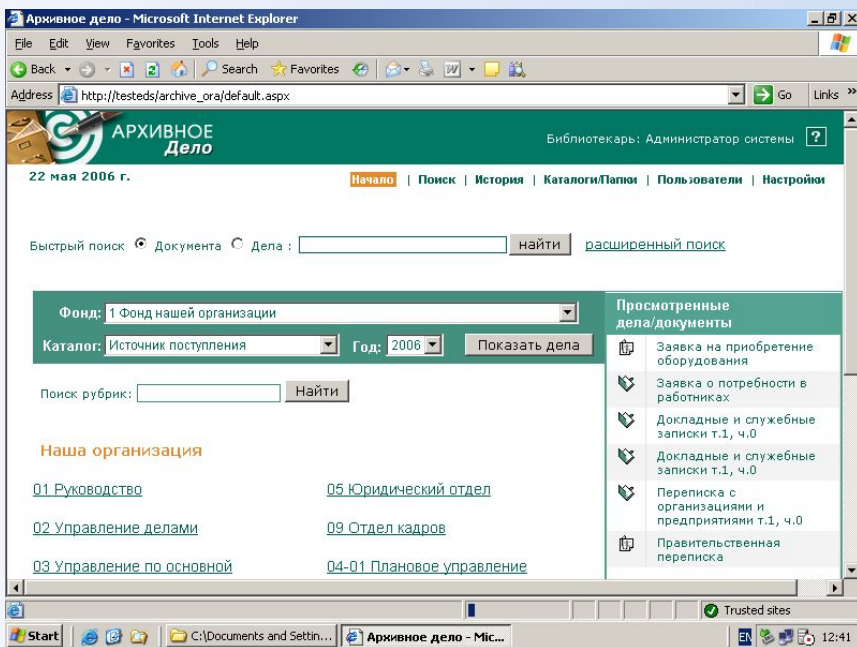 Архивное дело - Microsoft Internet Explorer
File Edit View Favorites Tools Help
Back Search Favorites
Address http://testeds/archive_ora/default.aspx Go Links »
АРХИВНОЕ
Дело
Библиотекарь: Администратор системы ?
22 мая 2006 г.
Начало | Поиск | История | Каталоги/Папки | Пользователи | Настройки
Быстрый поиск Документа Дела : найти расширенный поиск
Фонд: 1 Фонд нашей организации
Каталог: Источник поступления Год: 2006 Показать дела
Поиск рубрик: Найти
Наша организация
01 Руководство 05 Юридический отдел
02 Управление делами 09 Отдел кадров
03 Управление по основной 04-01 Плановое управление
Просмотренные
дела/документы
Заявка на приобретение
оборудования
Заявка о потребности в
работниках
Докладные и служебные
записки т.1, ч.0
Докладные и служебные
записки т.1, ч.0
Переписка с
организациями и
предприятиями т.1, ч.0
Правительственная
переписка
Trusted sites
Start C:\Documents and Settin... Архивное дело - Mic... EN 12:41